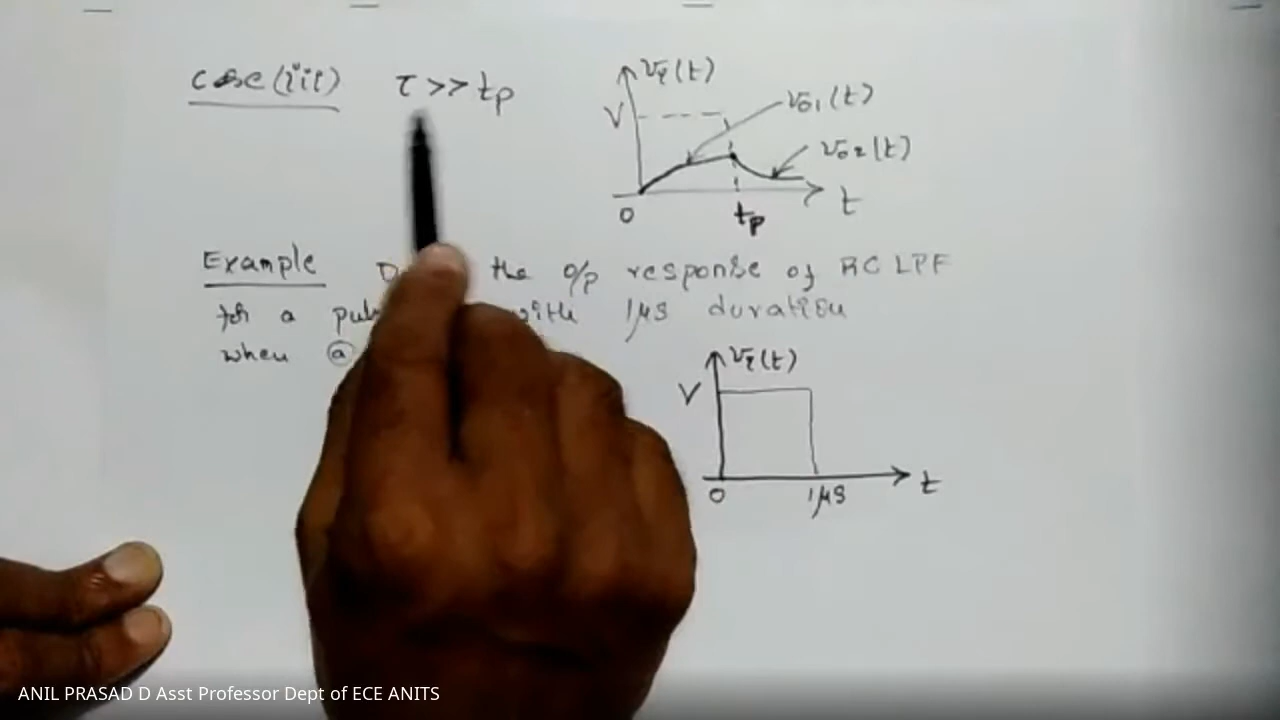 case (iii) τ >> tp
vi(t)
V
vo1(t)
vo2(t)
0 tp t
Example the o/p response of RC LPF
for a with 1μs duration
when ⓐ
vi(t)
V
0 1μs t
ANIL PRASAD D Asst Professor Dept of ECE ANITS